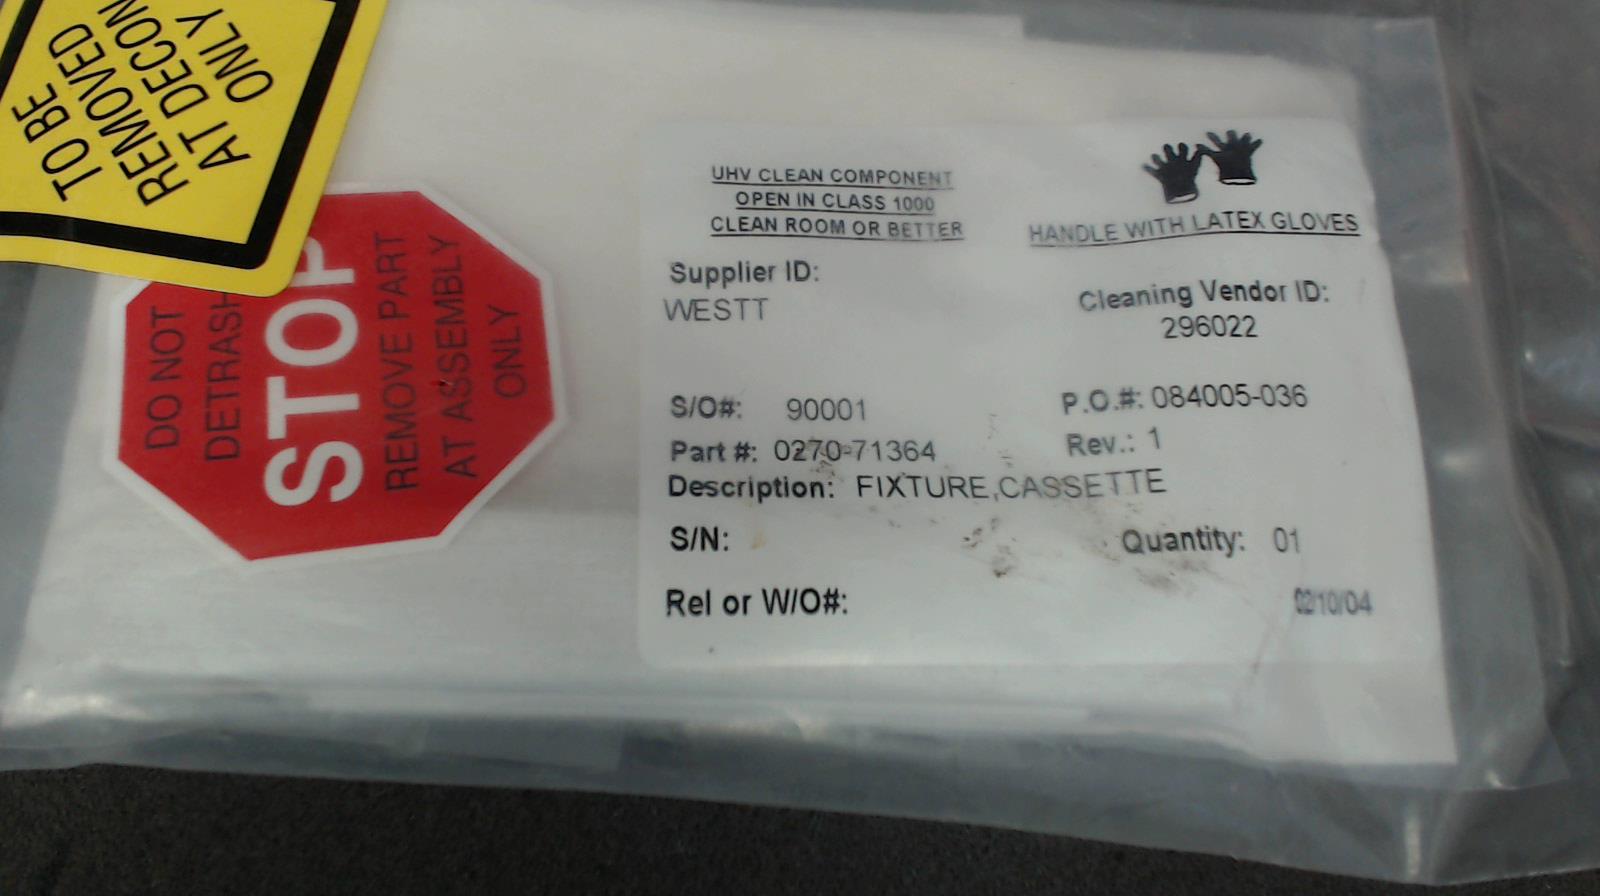 TO BE
REMOVED
AT DECON
ONLY
DO NOT
DETRASH
STOP
REMOVE PART
AT ASSEMBLY
ONLY
UHV CLEAN COMPONENT
OPEN IN CLASS 1000
CLEAN ROOM OR BETTER
HANDLE WITH LATEX GLOVES
Supplier ID:
WESTT
Cleaning Vendor ID:
296022
S/O#: 90001
P.O.#: 084005-036
Part #: 0270-71364
Rev.: 1
Description: FIXTURE,CASSETTE
S/N:
Quantity: 01
Rel or W/O#:
02/10/04